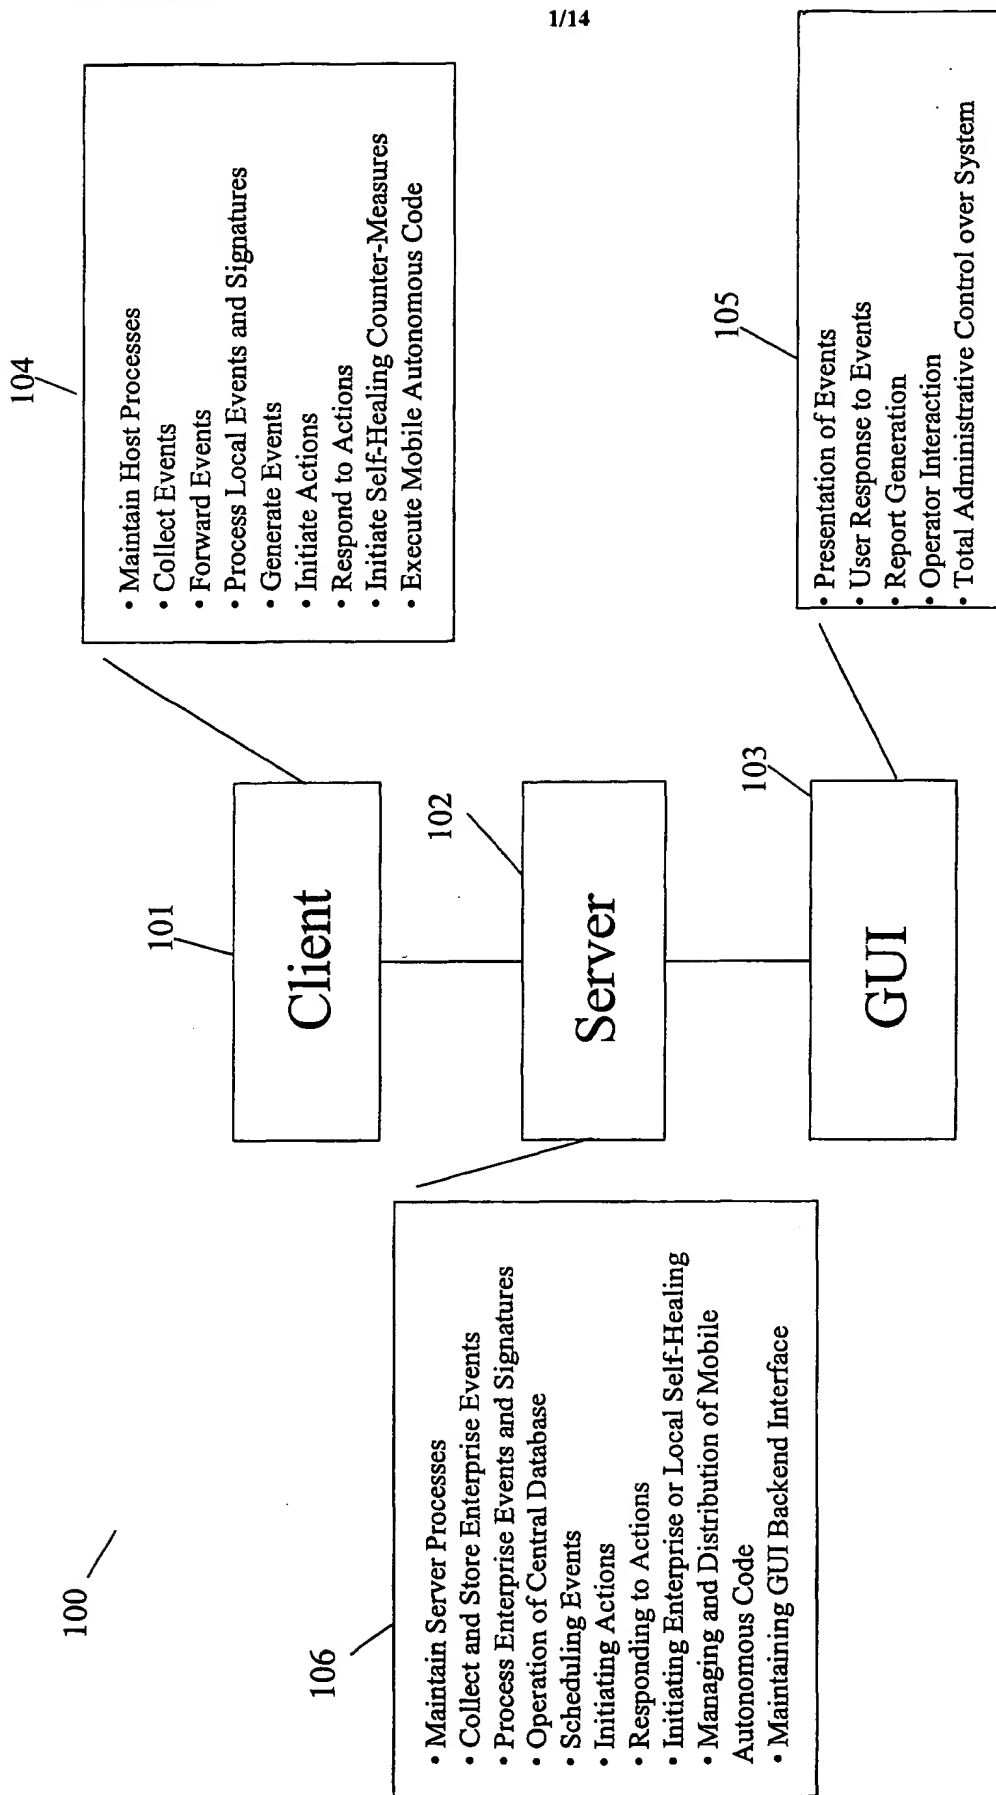 1/14
100
106
• Maintain Server Processes
• Collect and Store Enterprise Events
• Process Enterprise Events and Signatures
• Operation of Central Database
• Scheduling Events
• Initiating Actions
• Responding to Actions
• Initiating Enterprise or Local Self-Healing
• Managing and Distribution of Mobile
Autonomous Code
• Maintaining GUI Backend Interface
101
Client
102
Server
103
GUI
104
• Maintain Host Processes
• Collect Events
• Forward Events
• Process Local Events and Signatures
• Generate Events
• Initiate Actions
• Respond to Actions
• Initiate Self-Healing Counter-Measures
• Execute Mobile Autonomous Code
105
• Presentation of Events
• User Response to Events
• Report Generation
• Operator Interaction
• Total Administrative Control over System